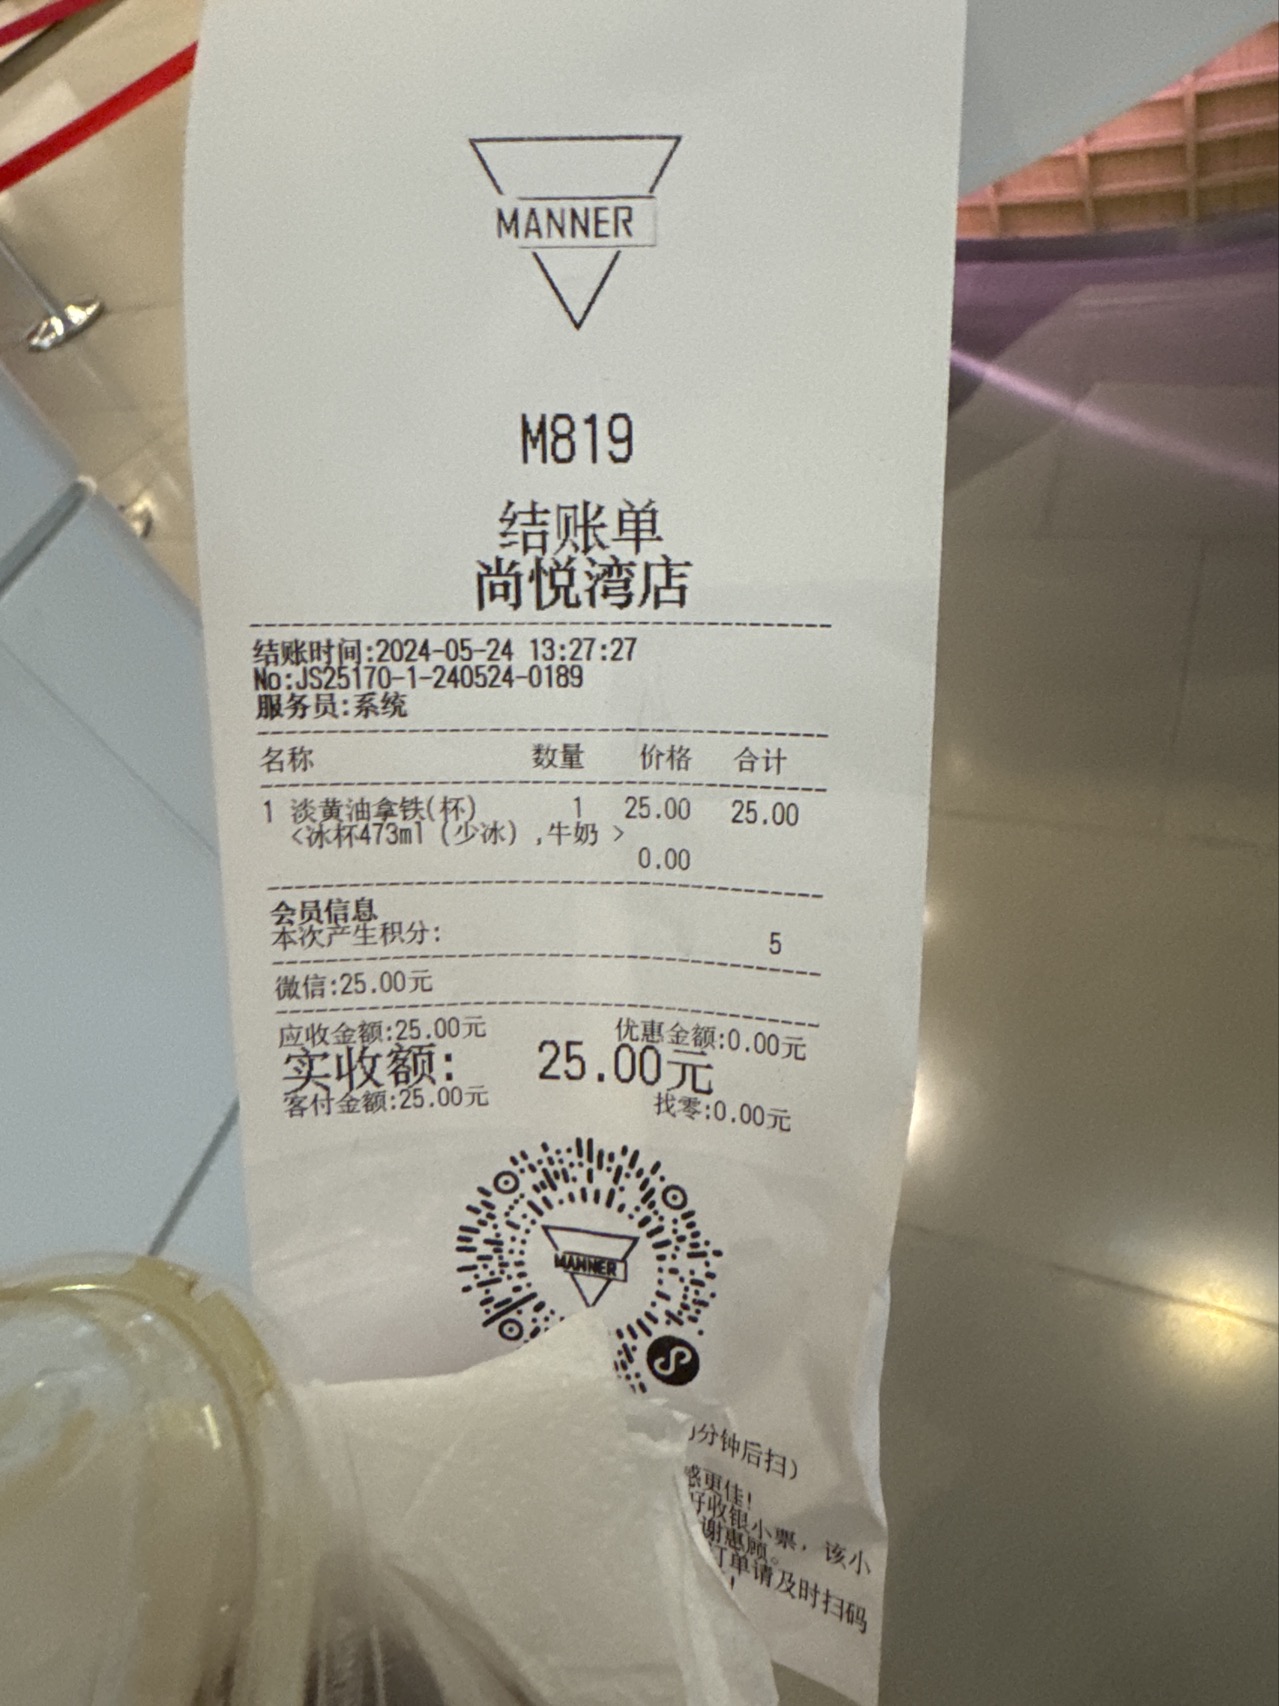 MANNER
M819
结账单
尚悦湾店
结账时间:2024-05-24 13:27:27
No:JS25170-1-240524-0189
服务员:系统
名称 数量 价格 合计
1 淡黄油拿铁(杯) 1 25.00 25.00
<冰杯473ml (少冰) ,牛奶 >
0.00
会员信息
本次产生积分: 5
微信:25.00元
应收金额:25.00元 优惠金额:0.00元
实收额: 25.00元
客付金额:25.00元 找零:0.00元
MANNER
分钟后扫)
感更佳!
好收银小票，该小
谢惠顾。
订单请及时扫码
!